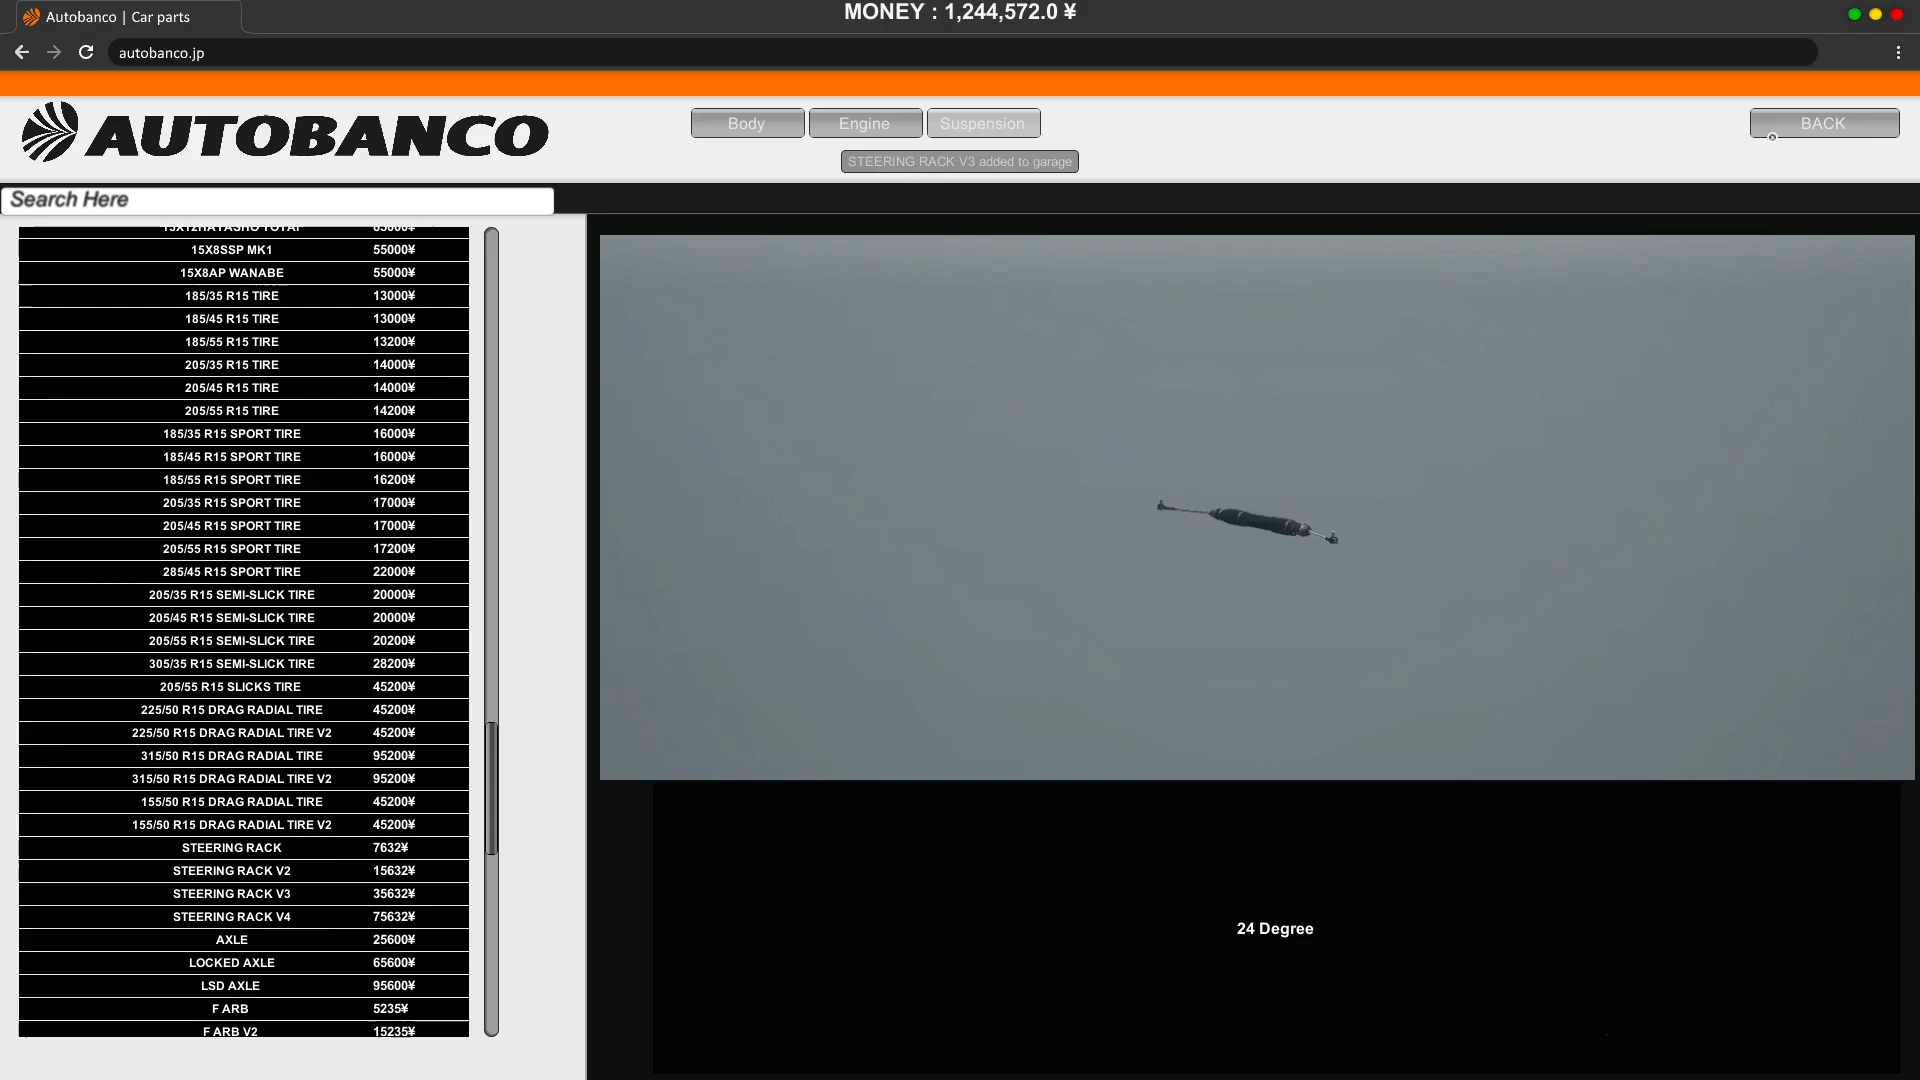 Autobanco | Car parts
MONEY : 1,244,572.0 ¥
autobanco.jp
AUTOBANCO
Body
Engine
Suspension
BACK
STEERING RACK V3 added to garage
Search Here
15X12HAYASHO YOTAF 85000¥
15X8SSP MK1 55000¥
15X8AP WANABE 55000¥
185/35 R15 TIRE 13000¥
185/45 R15 TIRE 13000¥
185/55 R15 TIRE 13200¥
205/35 R15 TIRE 14000¥
205/45 R15 TIRE 14000¥
205/55 R15 TIRE 14200¥
185/35 R15 SPORT TIRE 16000¥
185/45 R15 SPORT TIRE 16000¥
185/55 R15 SPORT TIRE 16200¥
205/35 R15 SPORT TIRE 17000¥
205/45 R15 SPORT TIRE 17000¥
205/55 R15 SPORT TIRE 17200¥
285/45 R15 SPORT TIRE 22000¥
205/35 R15 SEMI-SLICK TIRE 20000¥
205/45 R15 SEMI-SLICK TIRE 20000¥
205/55 R15 SEMI-SLICK TIRE 20200¥
305/35 R15 SEMI-SLICK TIRE 28200¥
205/55 R15 SLICKS TIRE 45200¥
225/50 R15 DRAG RADIAL TIRE 45200¥
225/50 R15 DRAG RADIAL TIRE V2 45200¥
315/50 R15 DRAG RADIAL TIRE 95200¥
315/50 R15 DRAG RADIAL TIRE V2 95200¥
155/50 R15 DRAG RADIAL TIRE 45200¥
155/50 R15 DRAG RADIAL TIRE V2 45200¥
STEERING RACK 7632¥
STEERING RACK V2 15632¥
STEERING RACK V3 35632¥
STEERING RACK V4 75632¥
AXLE 25600¥
LOCKED AXLE 65600¥
LSD AXLE 95600¥
F ARB 5235¥
F ARB V2 15235¥
24 Degree